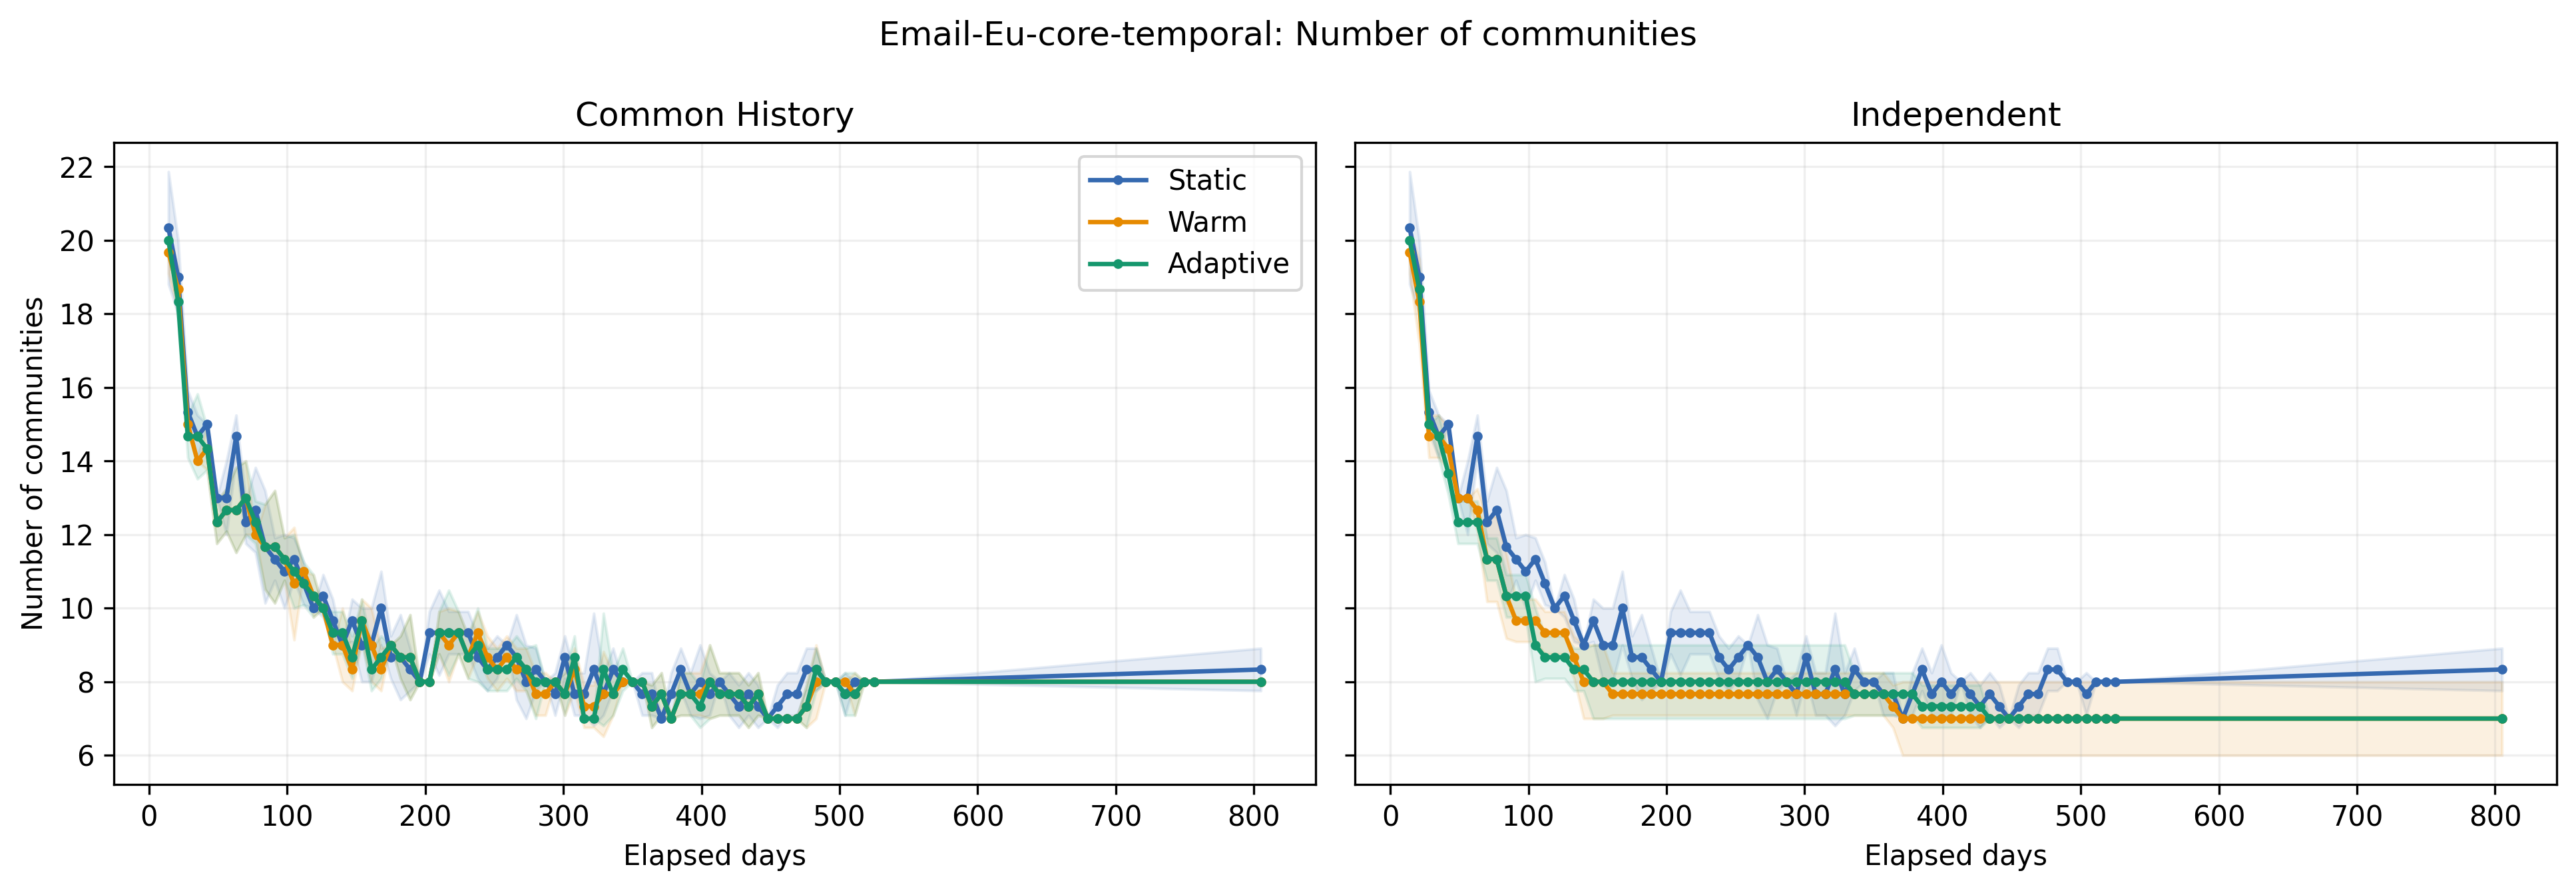 Email-Eu-core-temporal: Number of communities
Common History
Independent
Number of communities
22
20
18
16
14
12
10
8
6
Static
Warm
Adaptive
0 100 200 300 400 500 600 700 800
0 100 200 300 400 500 600 700 800
Elapsed days
Elapsed days